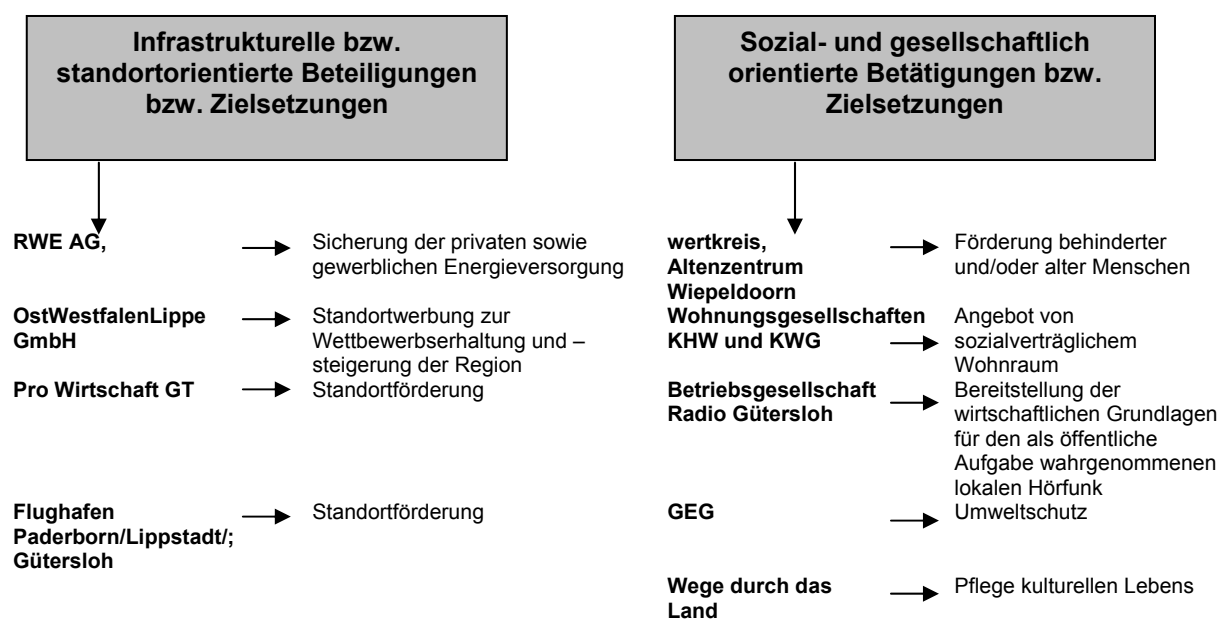 Infrastrukturelle bzw.
standortorientierte Beteiligungen
bzw. Zielsetzungen
RWE AG,
Sicherung der privaten sowie
gewerblichen Energieversorgung
OstWestfalenLippe
GmbH
Standortwerbung zur
Wettbewerbserhaltung und –
steigerung der Region
Pro Wirtschaft GT
Standortförderung
Flughafen
Paderborn/Lippstadt/;
Gütersloh
Standortförderung
Sozial- und gesellschaftlich
orientierte Betätigungen bzw.
Zielsetzungen
wertkreis,
Altenzentrum
Wiepeldoorn
Förderung behinderter
und/oder alter Menschen
Wohnungsgesellschaften
KHW und KWG
Angebot von
sozialverträglichem
Wohnraum
Betriebsgesellschaft
Radio Gütersloh
Bereitstellung der
wirtschaftlichen Grundlagen
für den als öffentliche
Aufgabe wahrgenommenen
lokalen Hörfunk
GEG
Umweltschutz
Wege durch das
Land
Pflege kulturellen Lebens